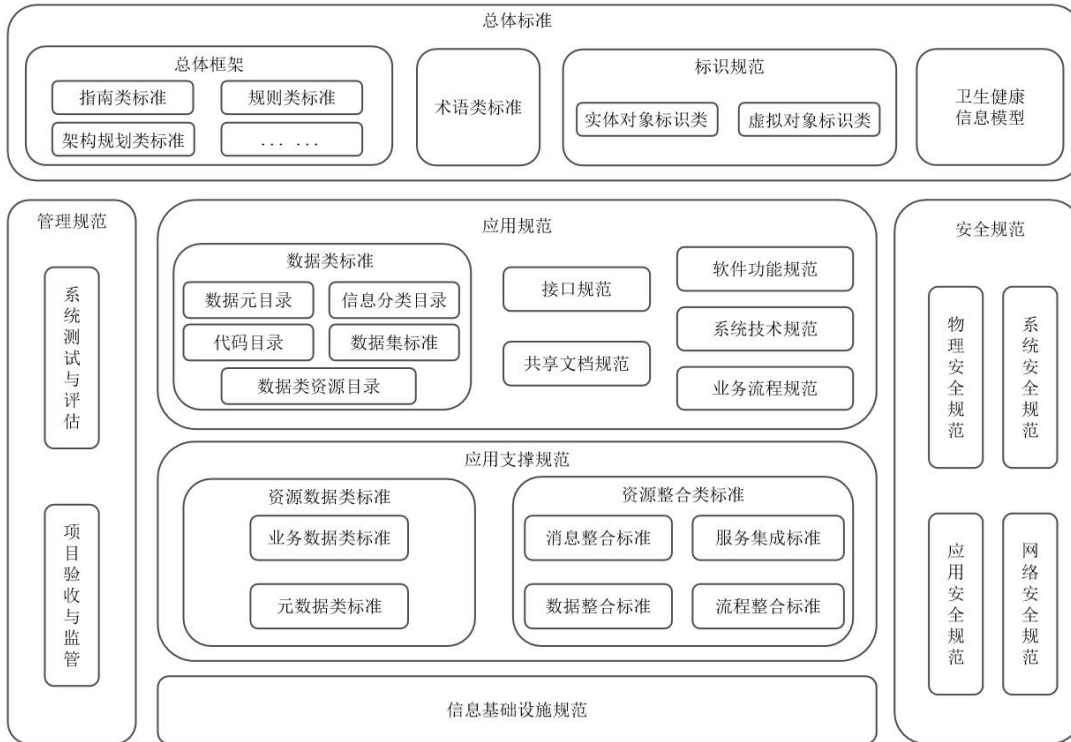 总体标准
总体框架
指南类标准
规则类标准
架构规划类标准
... ...
术语类标准
标识规范
实体对象标识类
虚拟对象标识类
卫生健康
信息模型
管理规范
系统测试与评估
项目验收与监管
应用规范
数据类标准
数据元目录
信息分类目录
代码目录
数据集标准
数据类资源目录
接口规范
共享文档规范
软件功能规范
系统技术规范
业务流程规范
应用支撑规范
资源数据类标准
业务数据类标准
元数据类标准
资源整合类标准
消息整合标准
服务集成标准
数据整合标准
流程整合标准
信息基础设施规范
安全规范
物理安全规范
系统安全规范
应用安全规范
网络安全规范